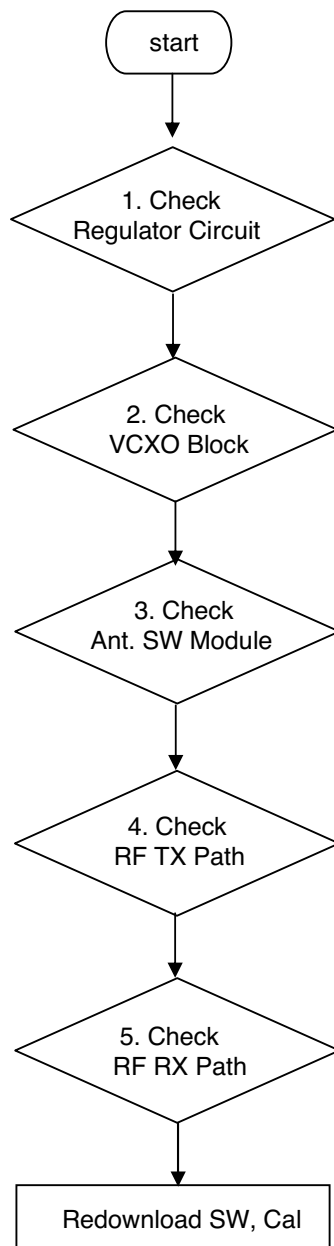 start
1. Check
Regulator Circuit
2. Check
VCXO Block
3. Check
Ant. SW Module
4. Check
RF TX Path
5. Check
RF RX Path
Redownload SW, Cal